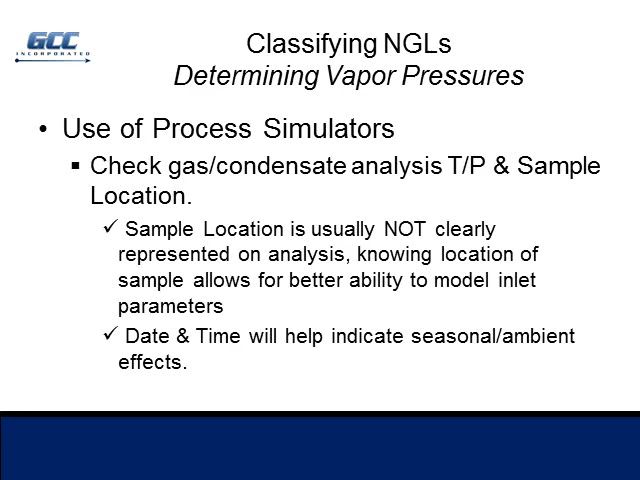 GCC
INCORPORATED
Classifying NGLs
Determining Vapor Pressures
• Use of Process Simulators
▪ Check gas/condensate analysis T/P & Sample
Location.
✓ Sample Location is usually NOT clearly
represented on analysis, knowing location of
sample allows for better ability to model inlet
parameters
✓ Date & Time will help indicate seasonal/ambient
effects.